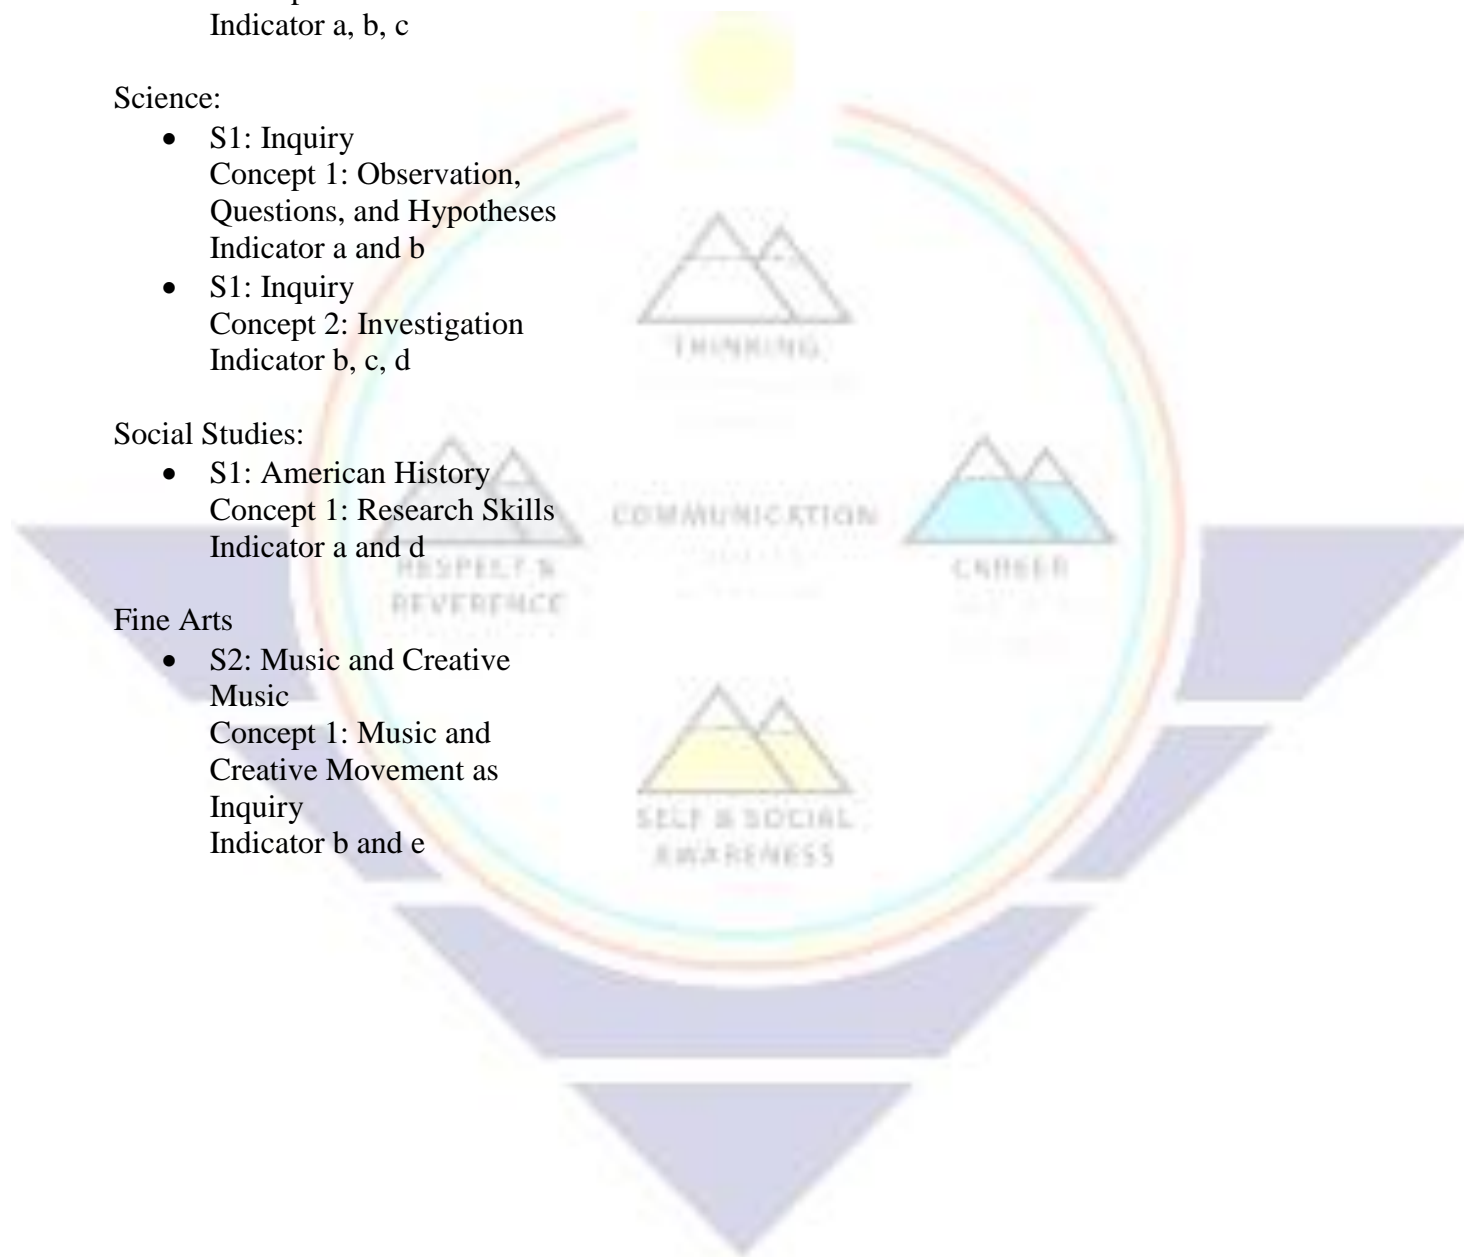 Indicator a, b, c
Science:
• S1: Inquiry
Concept 1: Observation,
Questions, and Hypotheses
Indicator a and b
• S1: Inquiry
Concept 2: Investigation
Indicator b, c, d
Social Studies:
• S1: American History
Concept 1: Research Skills
Indicator a and d
Fine Arts
• S2: Music and Creative
Music
Concept 1: Music and
Creative Movement as
Inquiry
Indicator b and e
THINKING
COMMUNICATION
RESPECT &
REVERENCE
CAREER
SELF & SOCIAL
AWARENESS